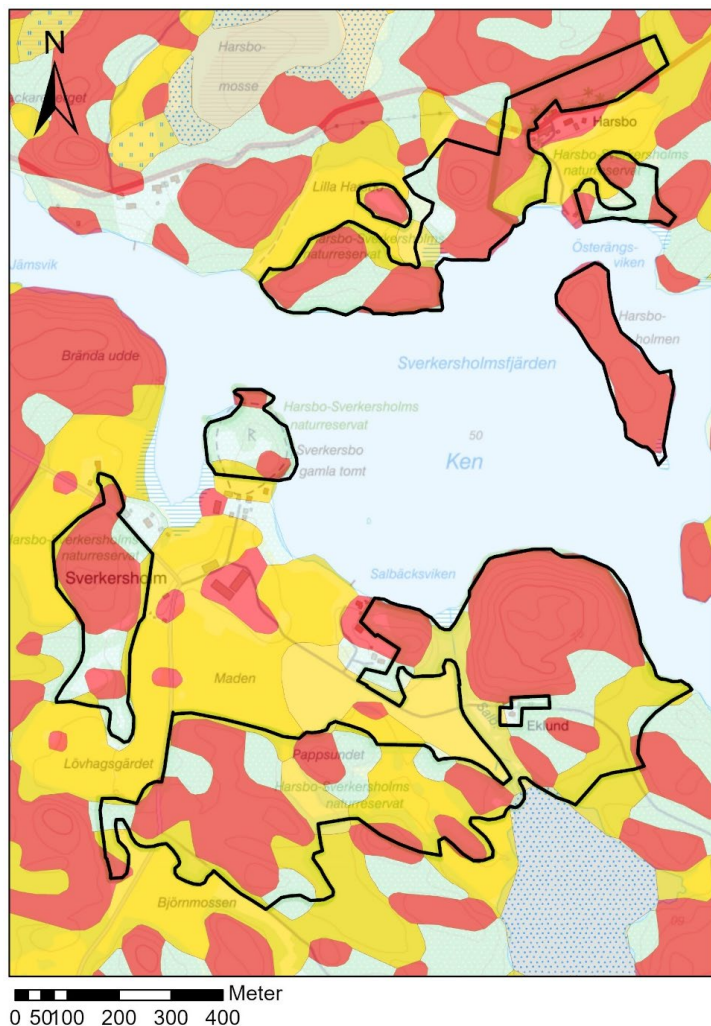 N
Harsbo-
mosse
Harsbo
Harsbo-Sverkersholms
naturreservat
Lilla Harsbo
Harsbo-Sverkersholms
naturreservat
Österängs-
viken
Jämsvik
Harsbo-
holmen
Brända udde
Sverkersholmsfjärden
Harsbo-Sverkersholms
naturreservat
50
R
Sverkersbo
gamla tomt
Ken
Harsbo-Sverkersholms
naturreservat
Sverkersholm
Salbäcksviken
Maden
Eklund
Pappsundet
Lövhagsgärdet
Harsbo-Sverkersholms
naturreservat
Björnmossen
Meter
0 50100 200 300 400